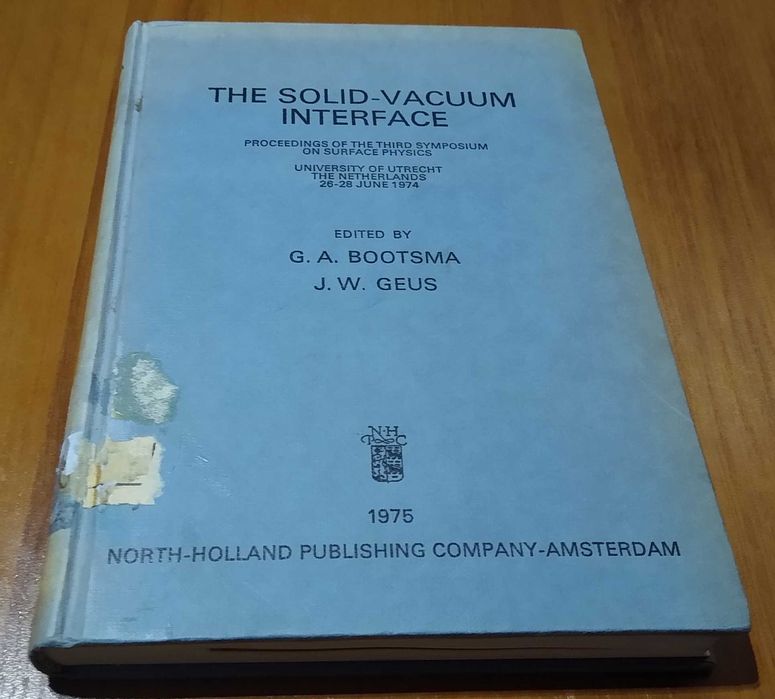 THE SOLID-VACUUM
INTERFACE
PROCEEDINGS OF THE THIRD SYMPOSIUM
ON SURFACE PHYSICS
UNIVERSITY OF UTRECHT
THE NETHERLANDS
26-28 JUNE 1974
EDITED BY
G. A. BOOTSMA
J. W. GEUS
N·H
P C
1975
NORTH-HOLLAND PUBLISHING COMPANY-AMSTERDAM